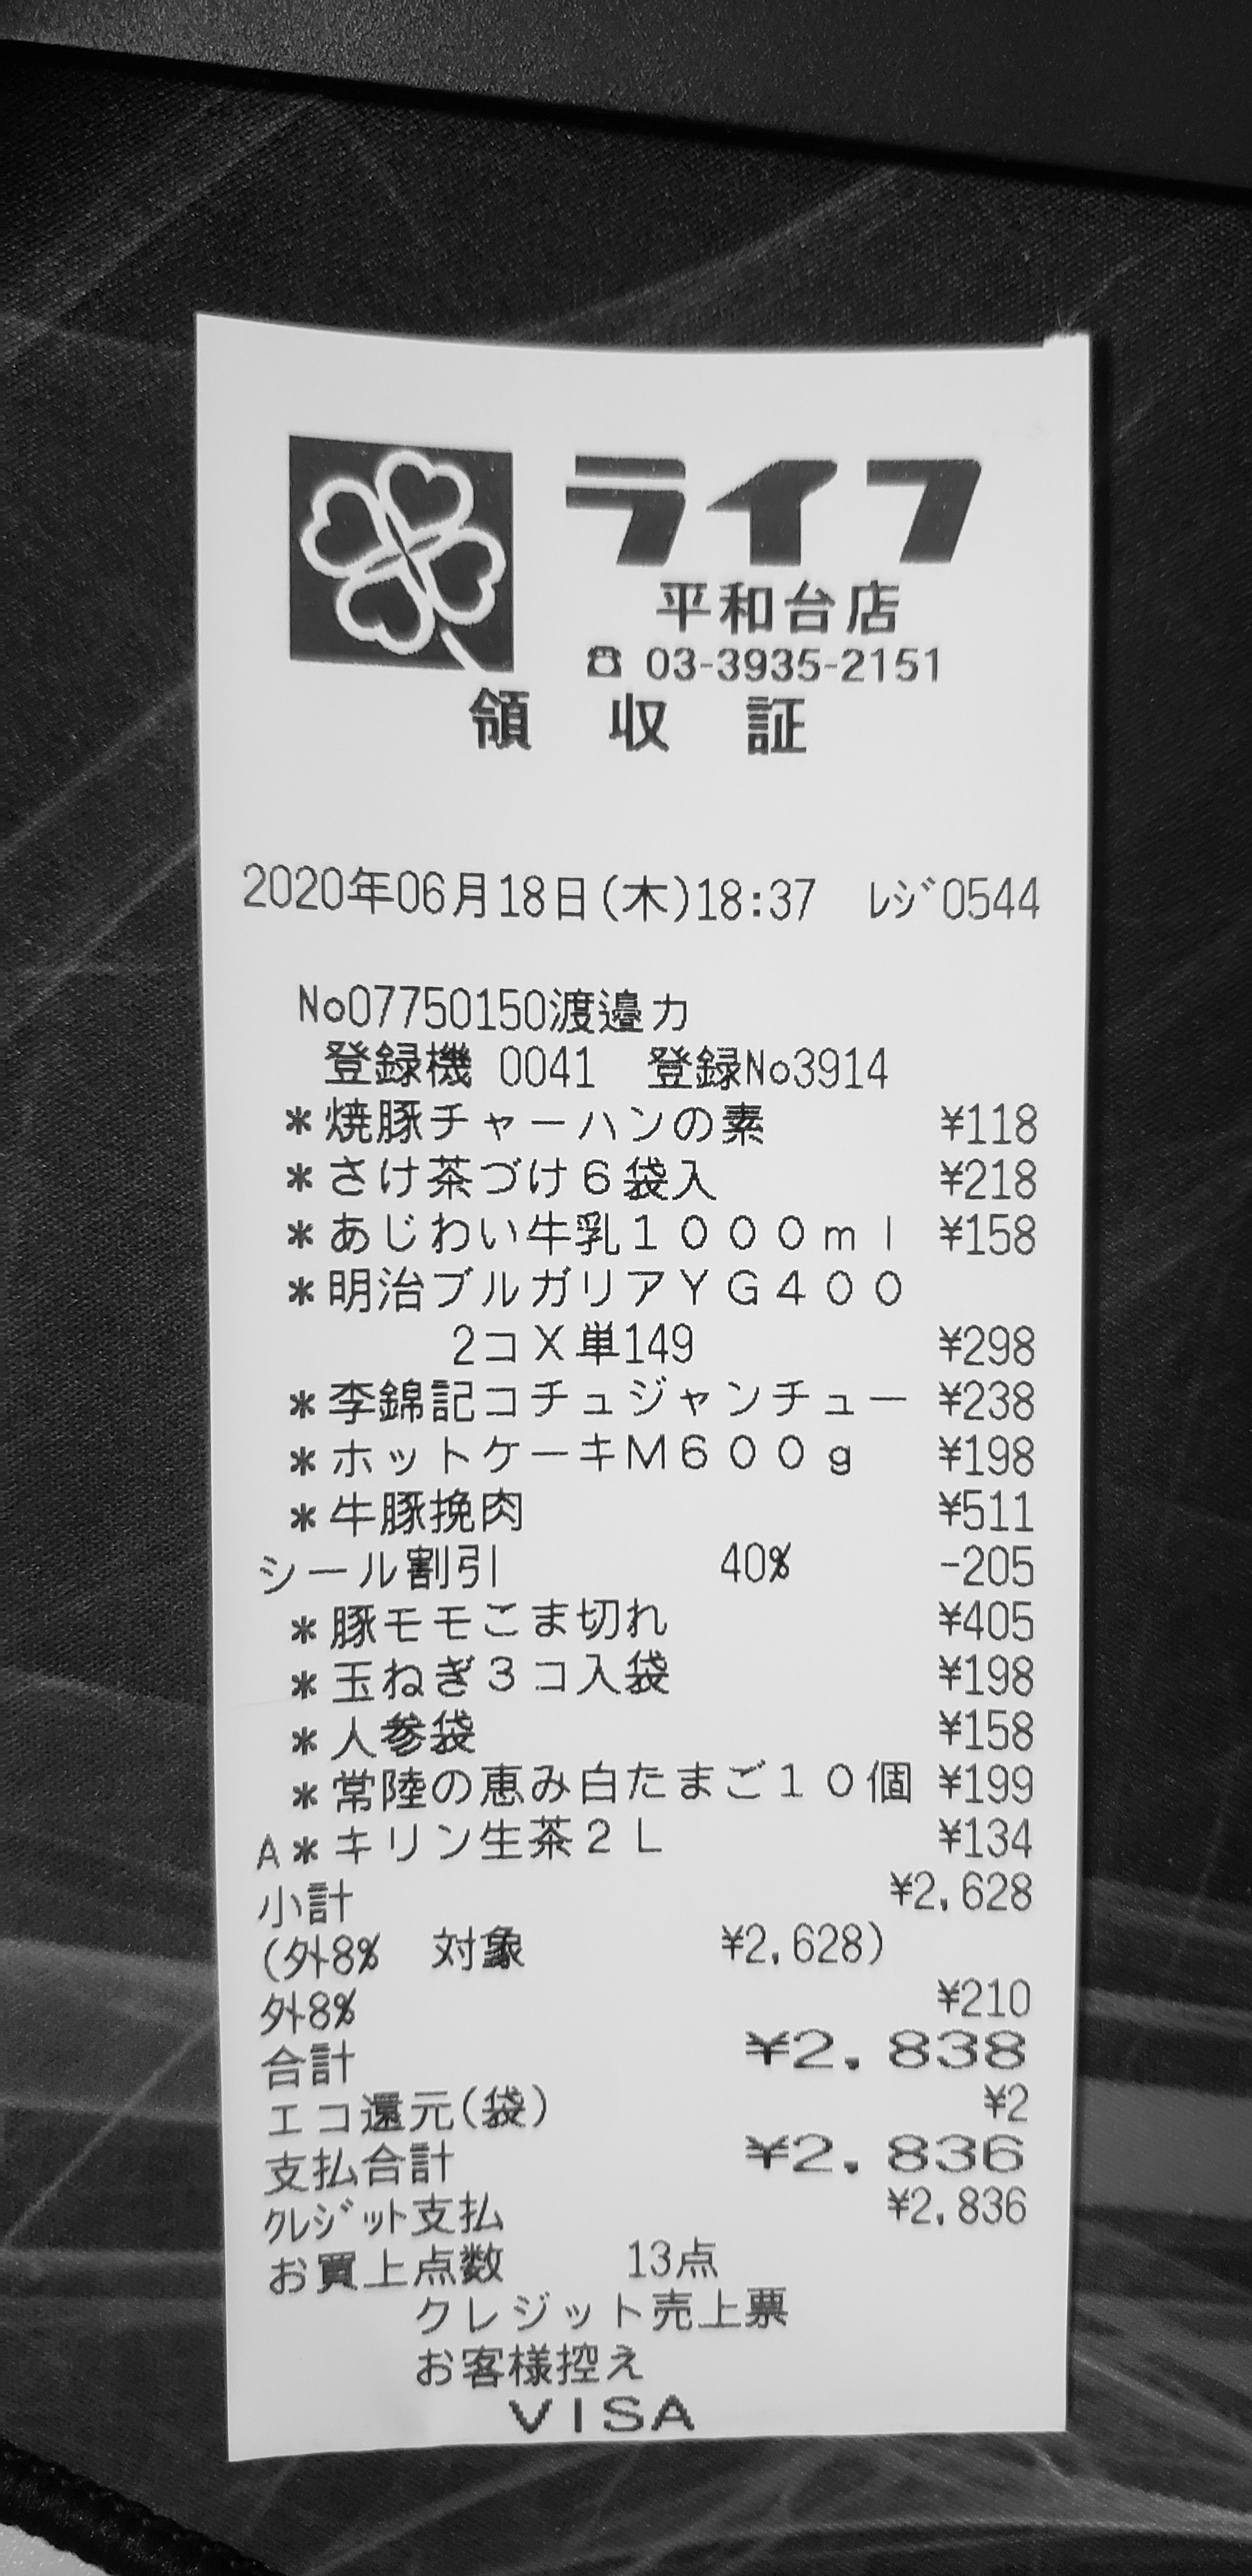 ライフ
平和台店
☎ 03-3935-2151
領 収 証
2020年06月18日(木)18:37 ﾚｼﾞ0544
No07750150渡邉力
登録機 0041 登録No3914
*焼豚チャーハンの素 ¥118
*さけ茶づけ６袋入 ¥218
*あじわい牛乳１０００ｍｌ ¥158
*明治ブルガリアＹＧ４００
2コX単149 ¥298
*李錦記コチュジャンチュー ¥238
*ホットケーキＭ６００ｇ ¥198
*牛豚挽肉 ¥511
シール割引 40% -205
*豚モモこま切れ ¥405
*玉ねぎ３コ入袋 ¥198
*人参袋 ¥158
*常陸の恵み白たまご１０個 ¥199
A*キリン生茶２Ｌ ¥134
小計 ¥2,628
(外8% 対象 ¥2,628)
外8% ¥210
合計 ¥2,838
エコ還元(袋) ¥2
支払合計 ¥2,836
ｸﾚｼﾞｯﾄ支払 ¥2,836
お買上点数 13点
クレジット売上票
お客様控え
VISA